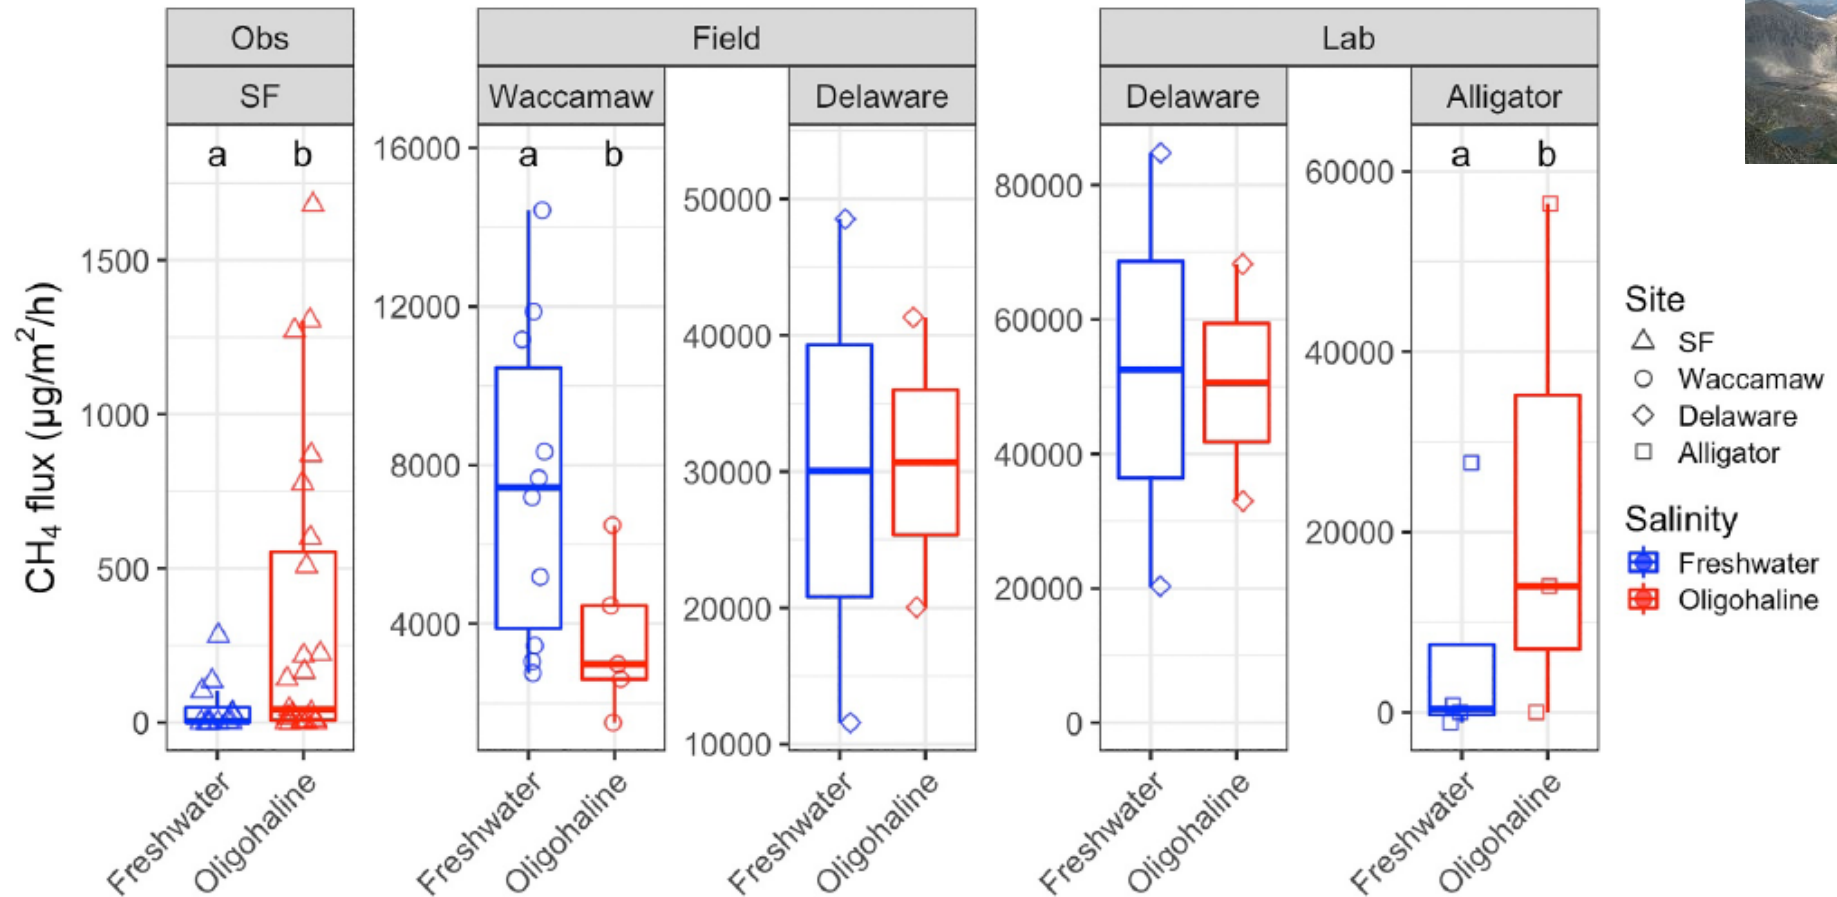 Obs
Field
Lab
SF
Waccamaw
Delaware
Delaware
Alligator
CH₄ flux (μg/m²/h)
a b
1500
1000
500
0
a b
16000
12000
8000
4000
50000
40000
30000
20000
10000
80000
60000
40000
20000
0
a b
60000
40000
20000
0
Freshwater
Oligohaline
Freshwater
Oligohaline
Freshwater
Oligohaline
Freshwater
Oligohaline
Freshwater
Oligohaline
Site
SF
Waccamaw
Delaware
Alligator
Salinity
Freshwater
Oligohaline